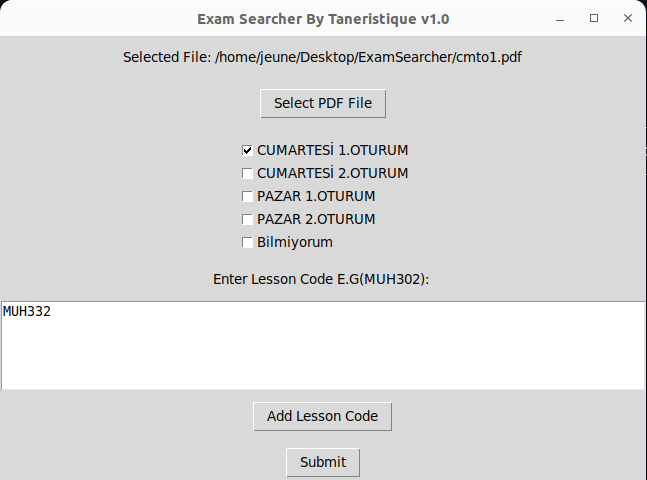 Exam Searcher By Taneristique v1.0
Selected File: /home/jeune/Desktop/ExamSearcher/cmto1.pdf
Select PDF File
CUMARTESİ 1.OTURUM
CUMARTESİ 2.OTURUM
PAZAR 1.OTURUM
PAZAR 2.OTURUM
Bilmiyorum
Enter Lesson Code E.G(MUH302):
MUH332
Add Lesson Code
Submit